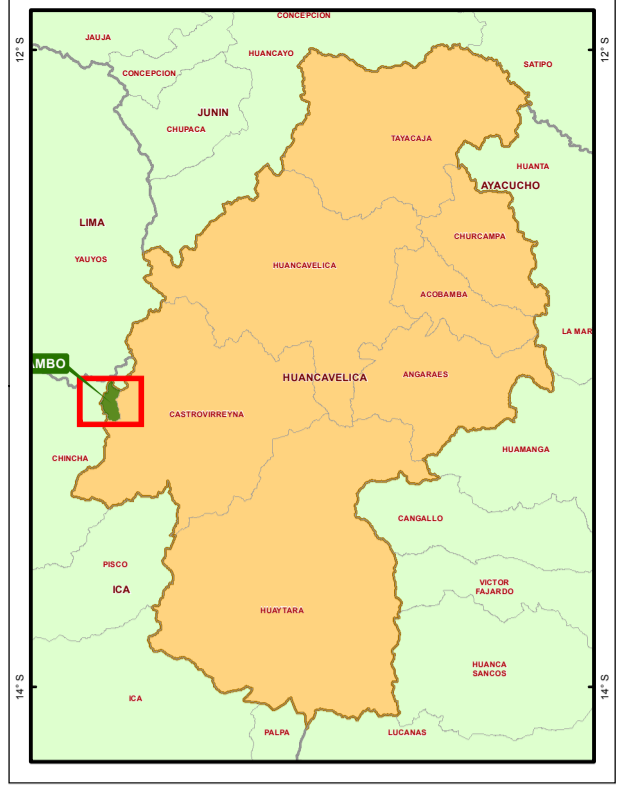 CONCEPCION
JAUJA
12° S
12° S
HUANCAYO
SATIPO
CONCEPCION
JUNIN
CHUPACA
TAYACAJA
HUANTA
AYACUCHO
LIMA
CHURCAMPA
YAUYOS
HUANCAVELICA
ACOBAMBA
LA MAR
AMBO
HUANCAVELICA
ANGARAES
CASTROVIRREYNA
HUAMANGA
CHINCHA
CANGALLO
PISCO
ICA
VICTOR
FAJARDO
HUAYTARA
HUANCA
SANCOS
14° S
14° S
ICA
PALPA
LUCANAS